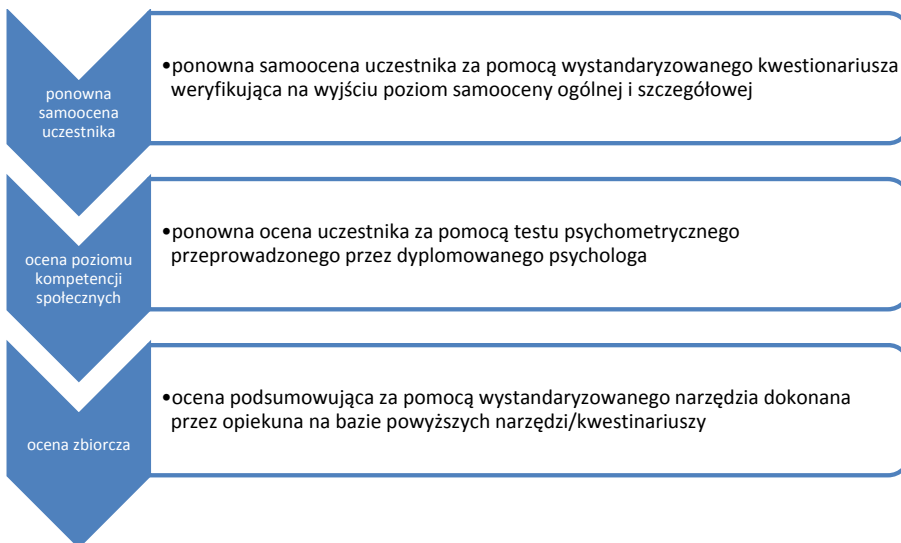 ponowna
samoocena
uczestnika
•ponowna samoocena uczestnika za pomocą wystandaryzowanego kwestionariusza
weryfikująca na wyjściu poziom samooceny ogólnej i szczegółowej
ocena poziomu
kompetencji
społecznych
•ponowna ocena uczestnika za pomocą testu psychometrycznego
przeprowadzonego przez dyplomowanego psychologa
ocena zbiorcza
•ocena podsumowująca za pomocą wystandaryzowanego narzędzia dokonana
przez opiekuna na bazie powyższych narzędzi/kwestinariuszy